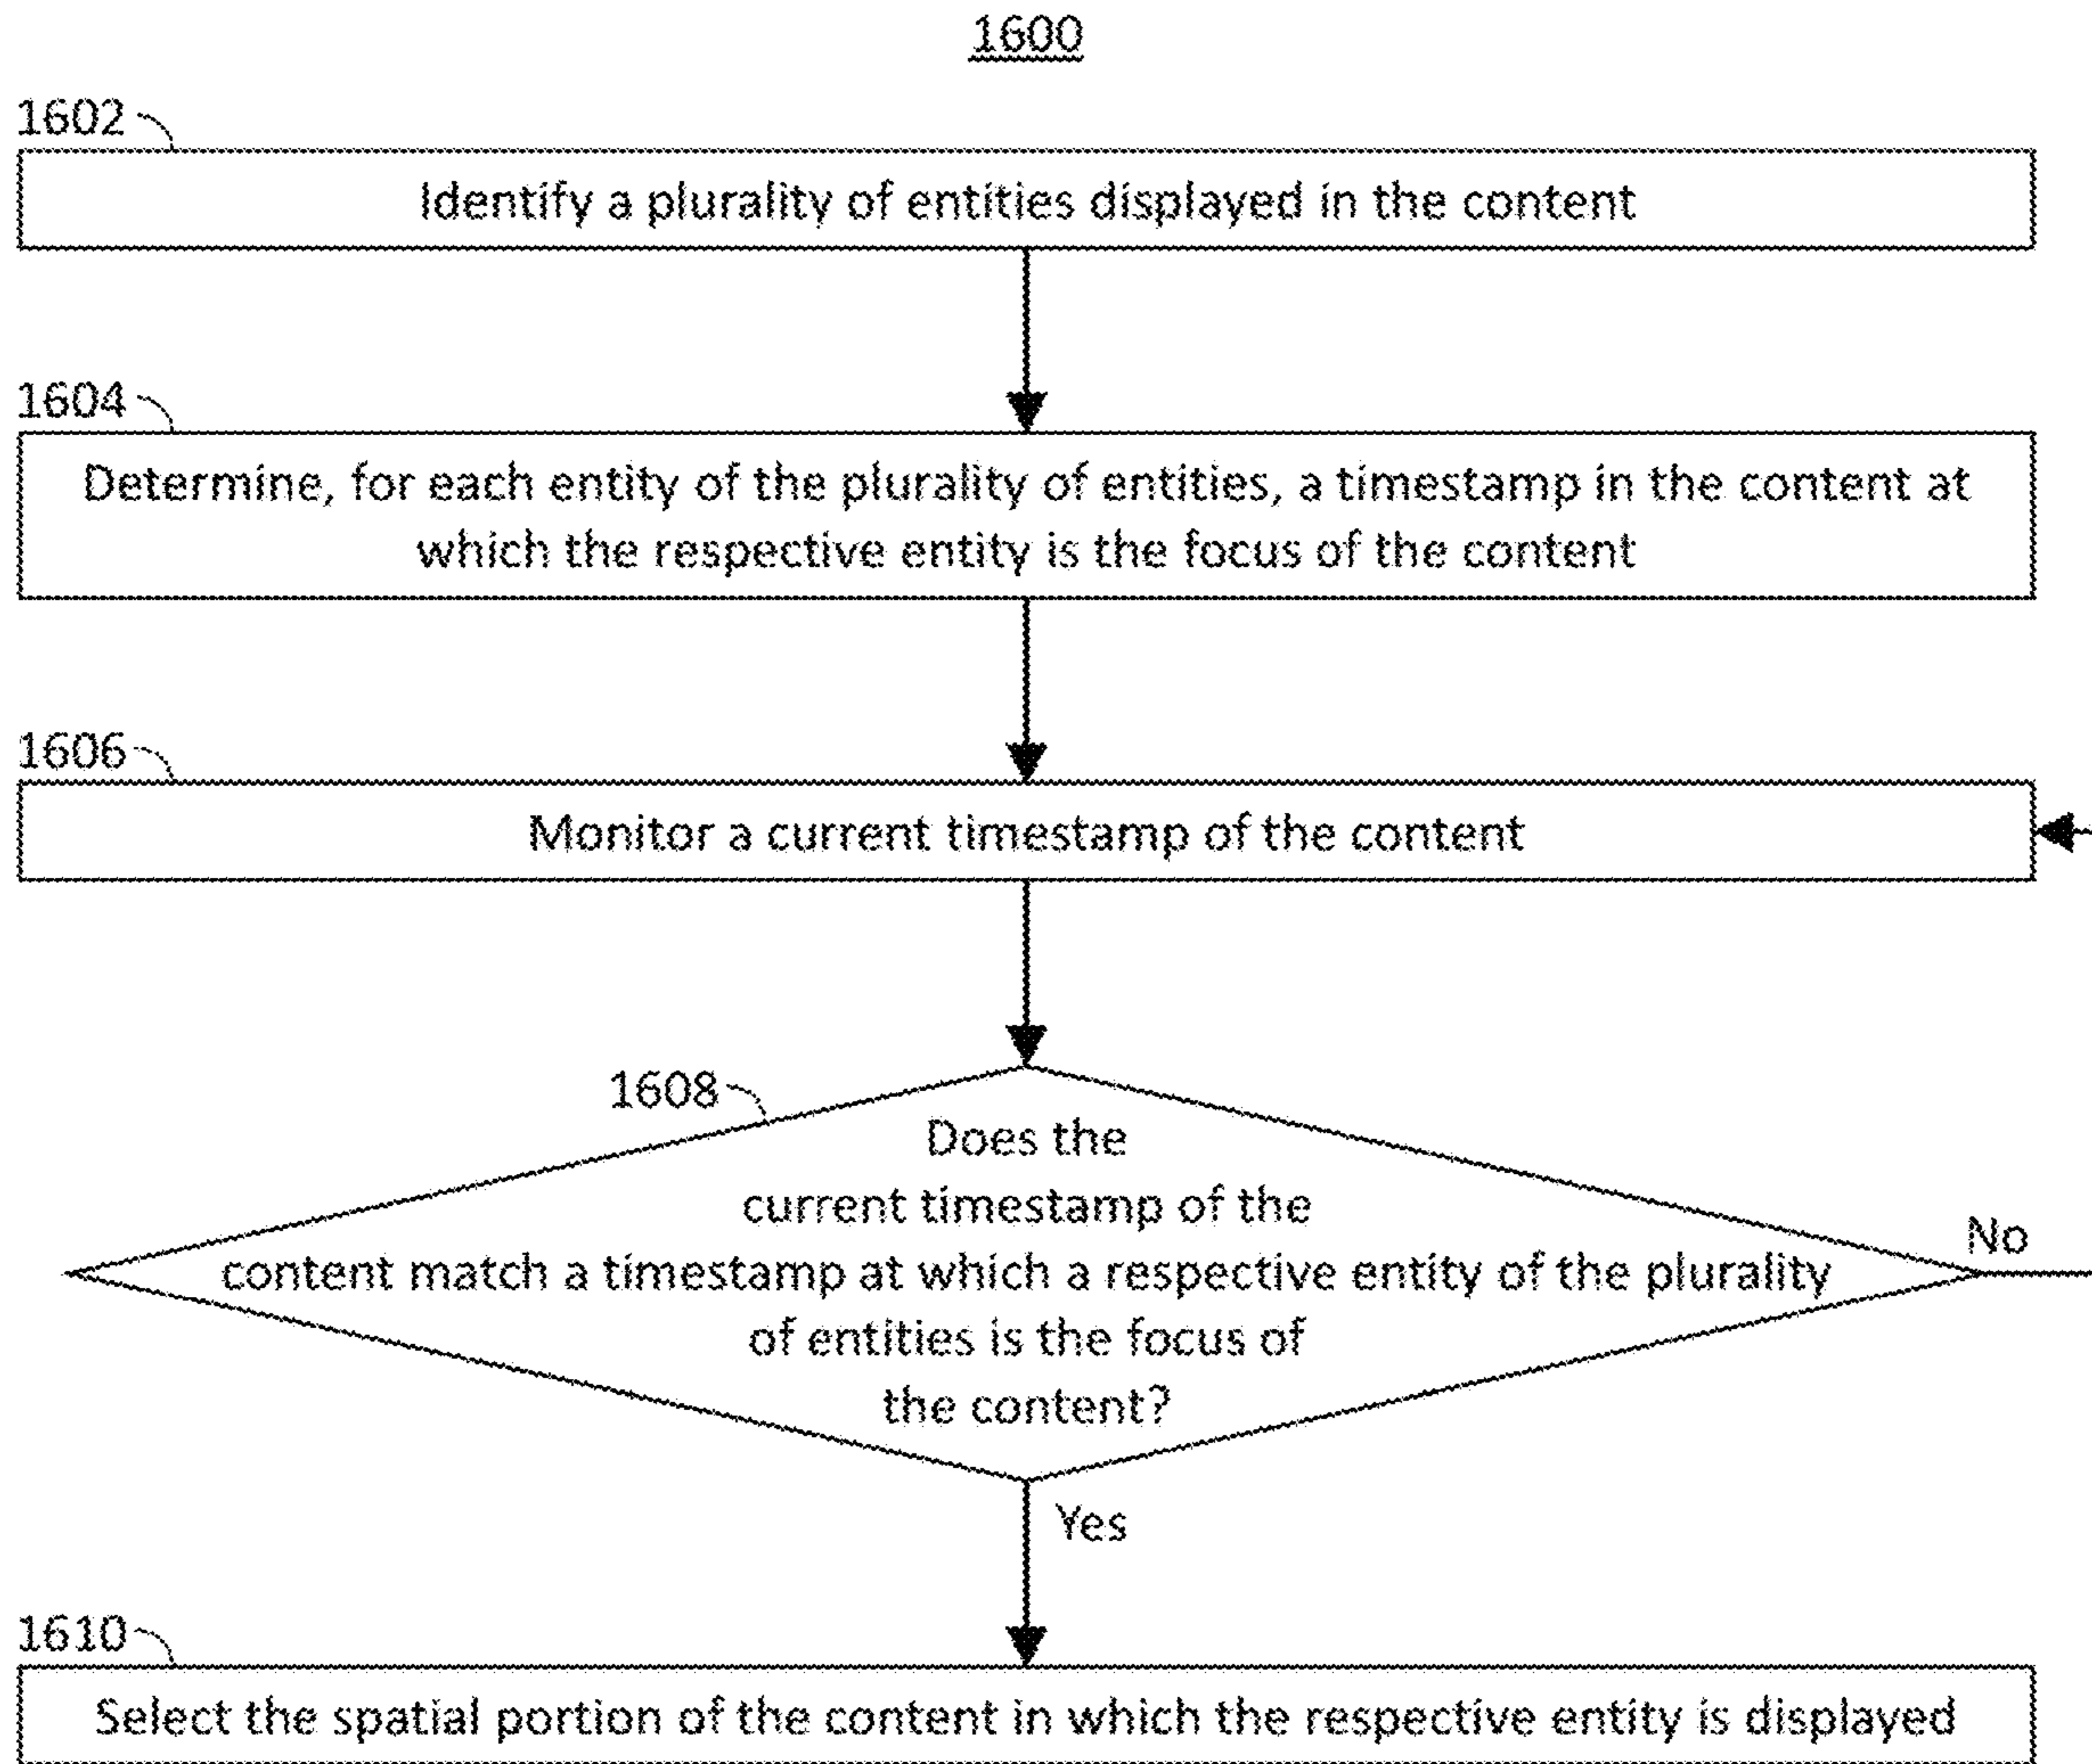 1600
1602
Identify a plurality of entities displayed in the content
1604
Determine, for each entity of the plurality of entities, a timestamp in the content at
which the respective entity is the focus of the content
1606
Monitor a current timestamp of the content
1608
Does the
current timestamp of the
content match a timestamp at which a respective entity of the plurality
of entities is the focus of
the content?
No
Yes
1610
Select the spatial portion of the content in which the respective entity is displayed